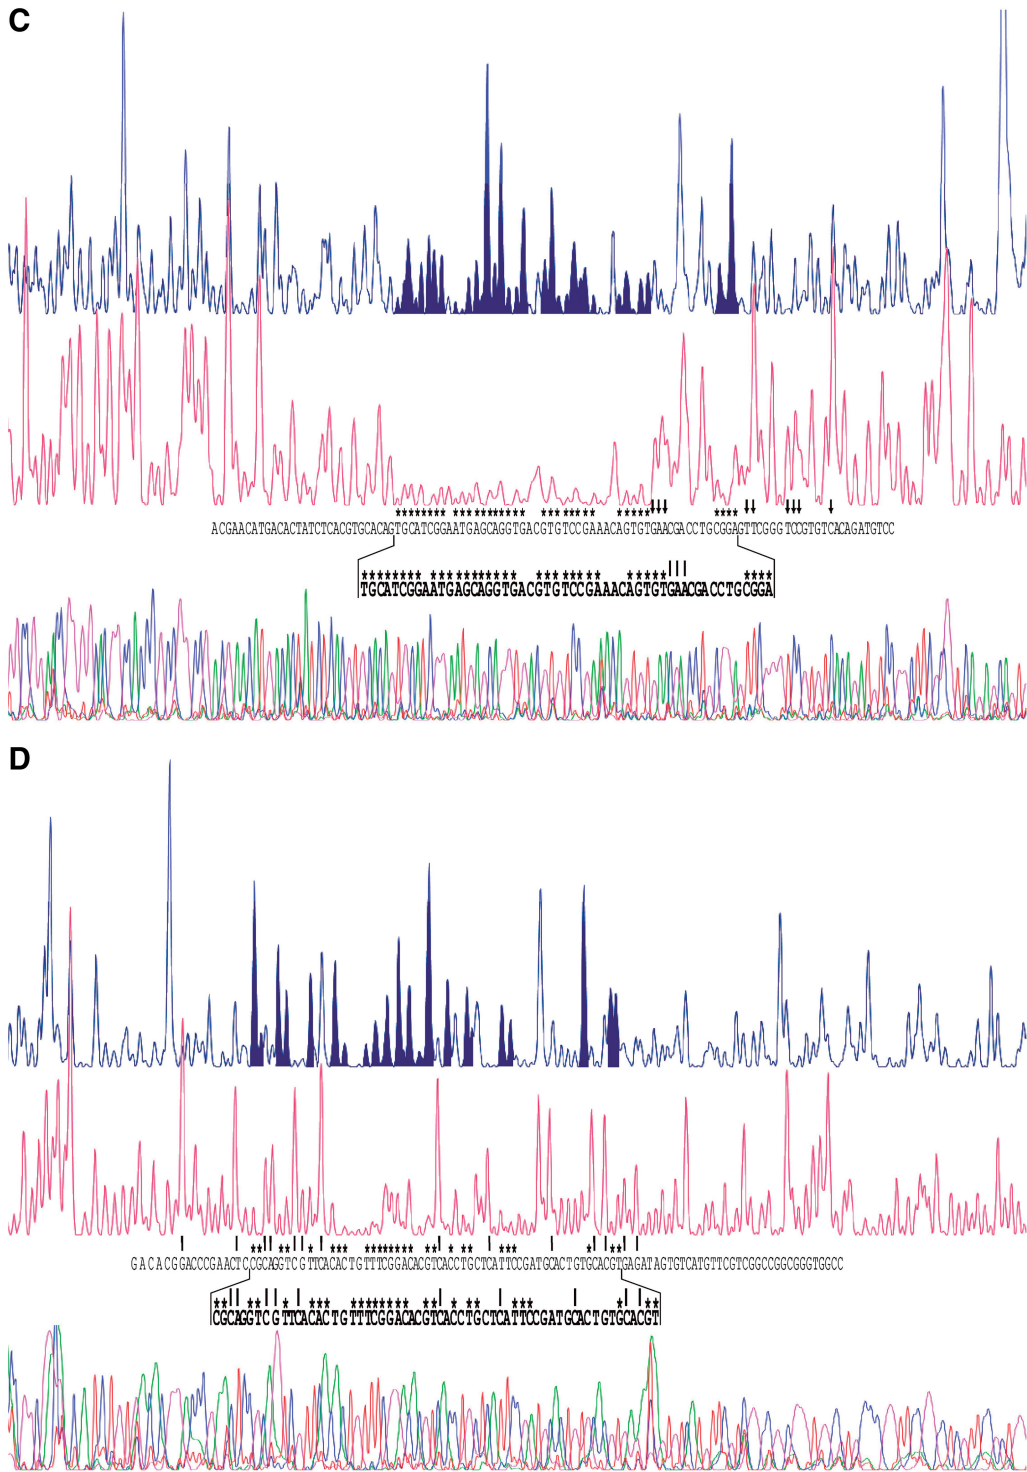 C
ACGAACATGACACTATCTCACGTGCACAGTGCATCGGAATGAGCAGGTGACGTGTCCGAAACAGTGTGAACGACCTGCGGAGTTCGGGTCCGTGTCACAGATGTCC
TGCATCGGAATGAGCAGGTGACGTGTCCGAAACAGTGTGAACGACCTGCGGA
D
GACACGGACCCGAACTCCGCAGGTCGTTCACACTGTTTCGGACACGTCACCTGCTCATTCCGATGCACTGTGCACGTGAGATAGTGTCATGTTCGTCGGCCGGCGGGTGGCC
CGCAGGTCGTTCACACTGTTTCGGACACGTCACCTGCTCATTCCGATGCACTGTGCACGT